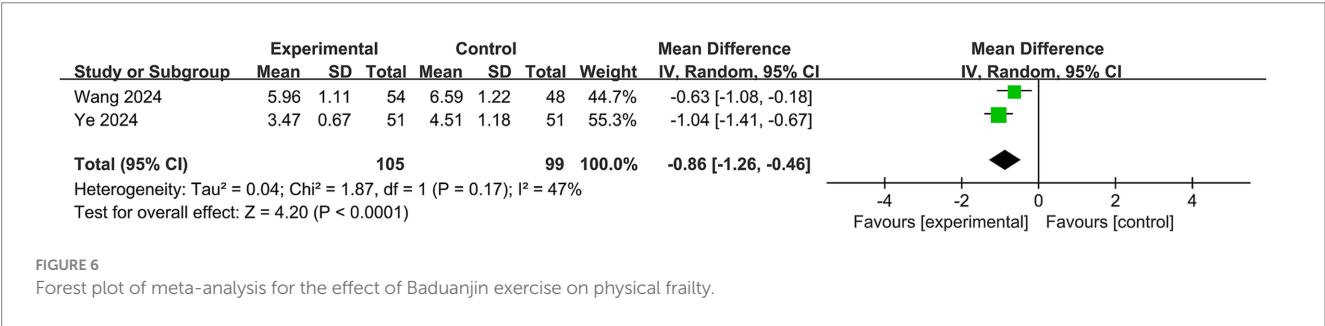 Experimental Control Mean Difference Mean Difference
Study or Subgroup Mean SD Total Mean SD Total Weight IV, Random, 95% CI IV, Random, 95% CI
Wang 2024 5.96 1.11 54 6.59 1.22 48 44.7% -0.63 [-1.08, -0.18]
Ye 2024 3.47 0.67 51 4.51 1.18 51 55.3% -1.04 [-1.41, -0.67]
Total (95% CI) 105 99 100.0% -0.86 [-1.26, -0.46]
Heterogeneity: Tau² = 0.04; Chi² = 1.87, df = 1 (P = 0.17); I² = 47%
Test for overall effect: Z = 4.20 (P < 0.0001)
-4 -2 0 2 4
Favours [experimental] Favours [control]
FIGURE 6
Forest plot of meta-analysis for the effect of Baduanjin exercise on physical frailty.